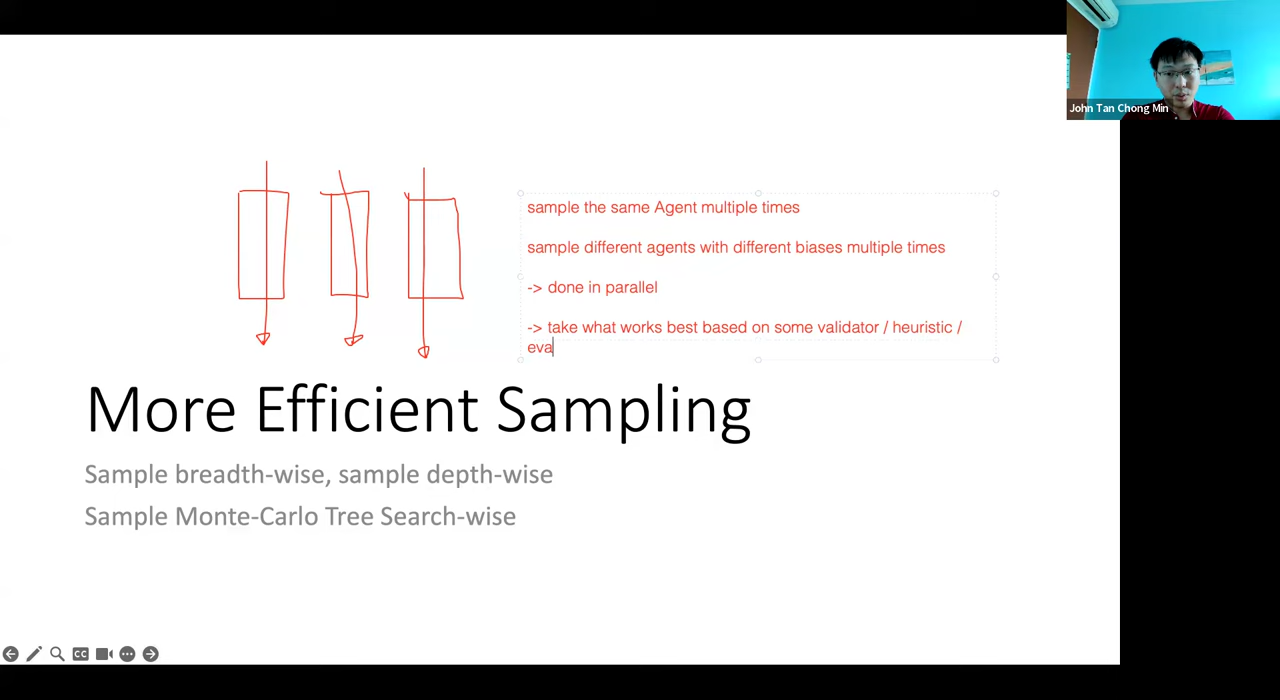 John Tan Chong Min
sample the same Agent multiple times
sample different agents with different biases multiple times
-> done in parallel
-> take what works best based on some validator / heuristic /
eva
More Efficient Sampling
Sample breadth-wise, sample depth-wise
Sample Monte-Carlo Tree Search-wise
CC